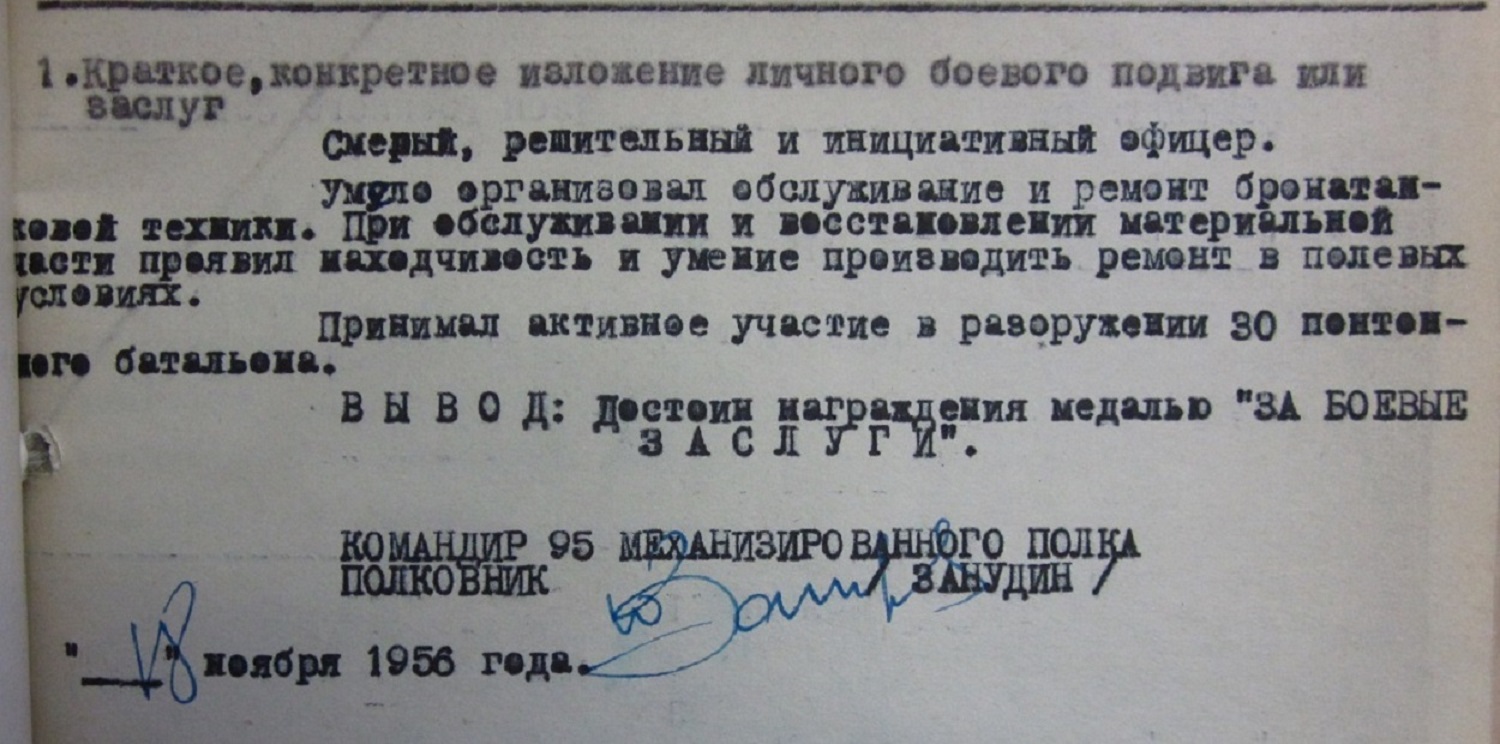 1.Краткое,конкретное изложение личного боевого подвига или
заслуг
Смелый, решительный и инициативный офицер.
Умело организовал обслуживание и ремонт бронатан-
ковой техники. При обслуживании и восстановлении материальной
части проявил находчивость и умение производить ремонт в полевых
условиях.
Принимал активное участие в разоружении 30 понтон-
ного батальона.
В Ы В О Д: Достоин награждения медалью "ЗА БОЕВЫЕ
З А С Л У Г И".
КОМАНДИР 95 МЕХАНИЗИРОВАННОГО ПОЛКА
ПОЛКОВНИК / ЗАНУДИН /
"18" ноября 1956 года.